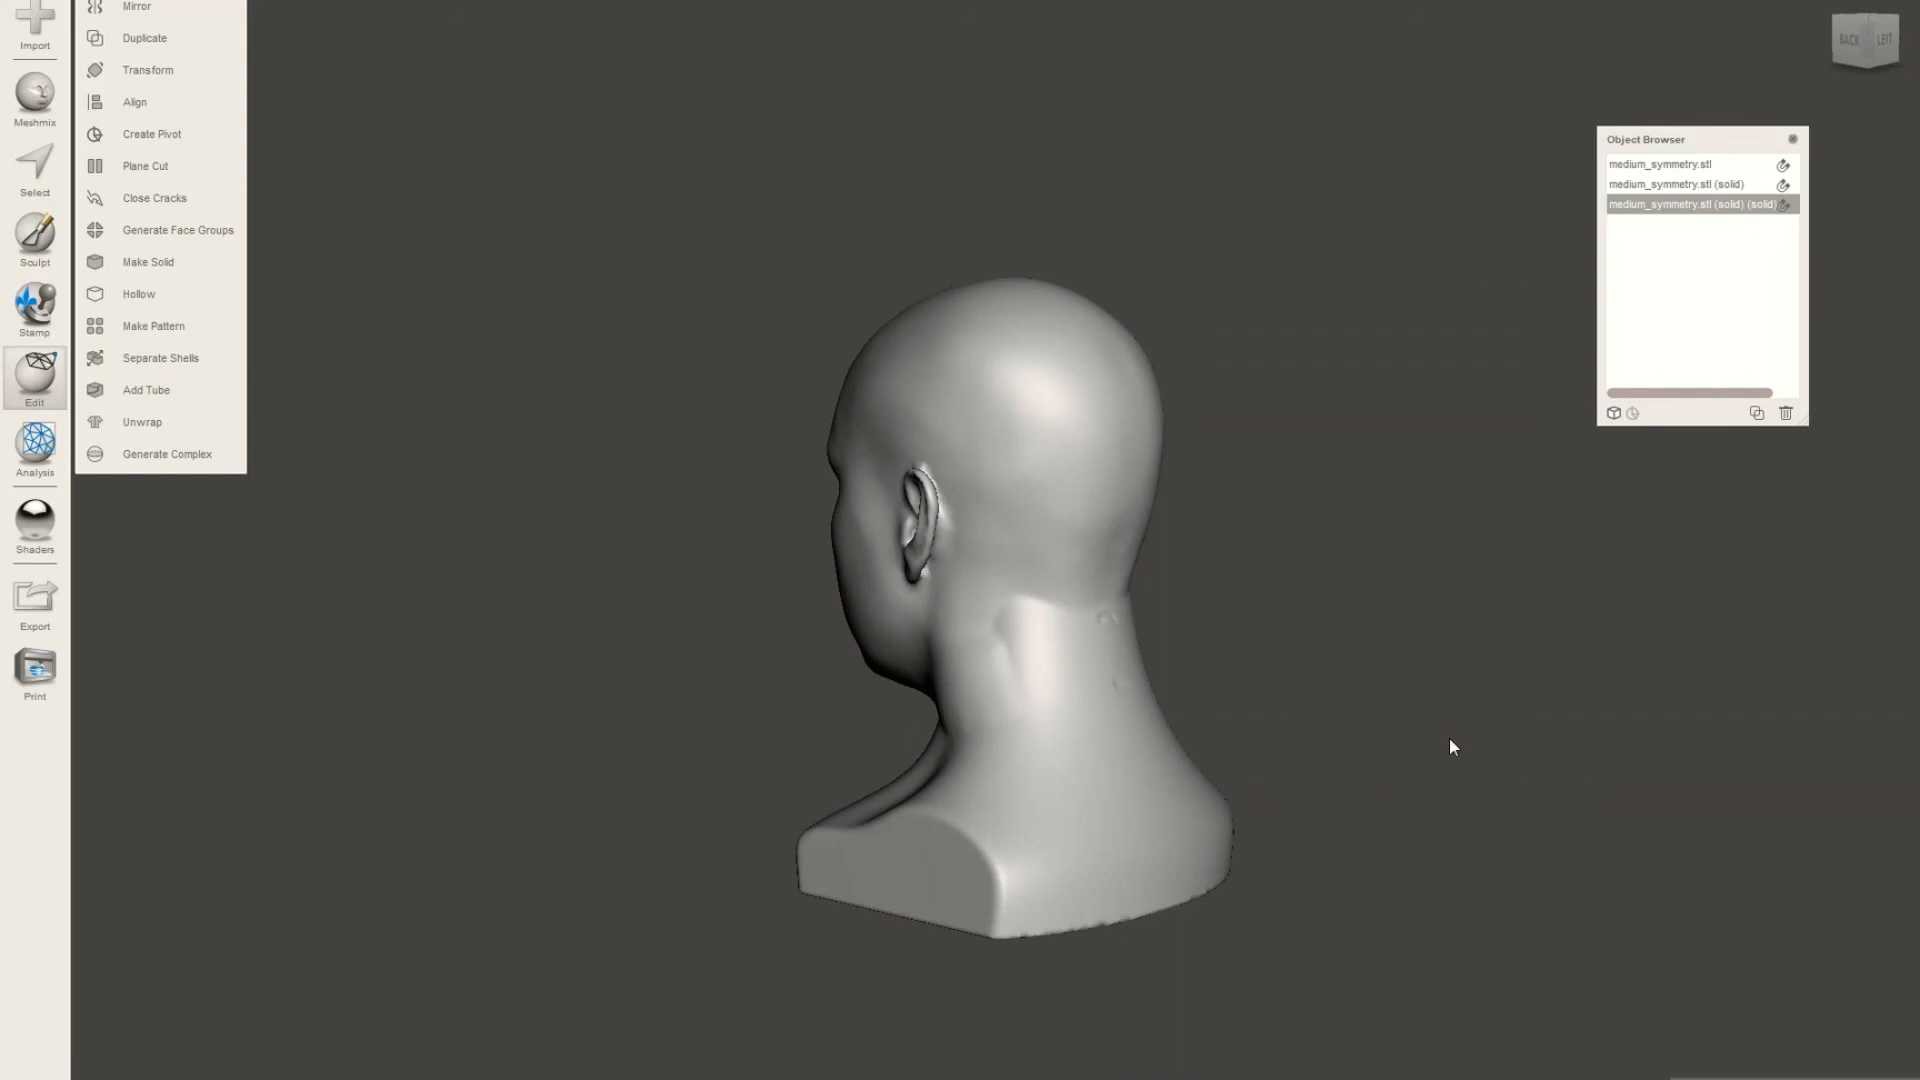 Import
Meshmix
Select
Sculpt
Stamp
Edit
Analysis
Shaders
Export
Print
Mirror
Duplicate
Transform
Align
Create Pivot
Plane Cut
Close Cracks
Generate Face Groups
Make Solid
Hollow
Make Pattern
Separate Shells
Add Tube
Unwrap
Generate Complex
BACK LEFT
Object Browser
medium_symmetry.stl
medium_symmetry.stl (solid)
medium_symmetry.stl (solid) (solid)